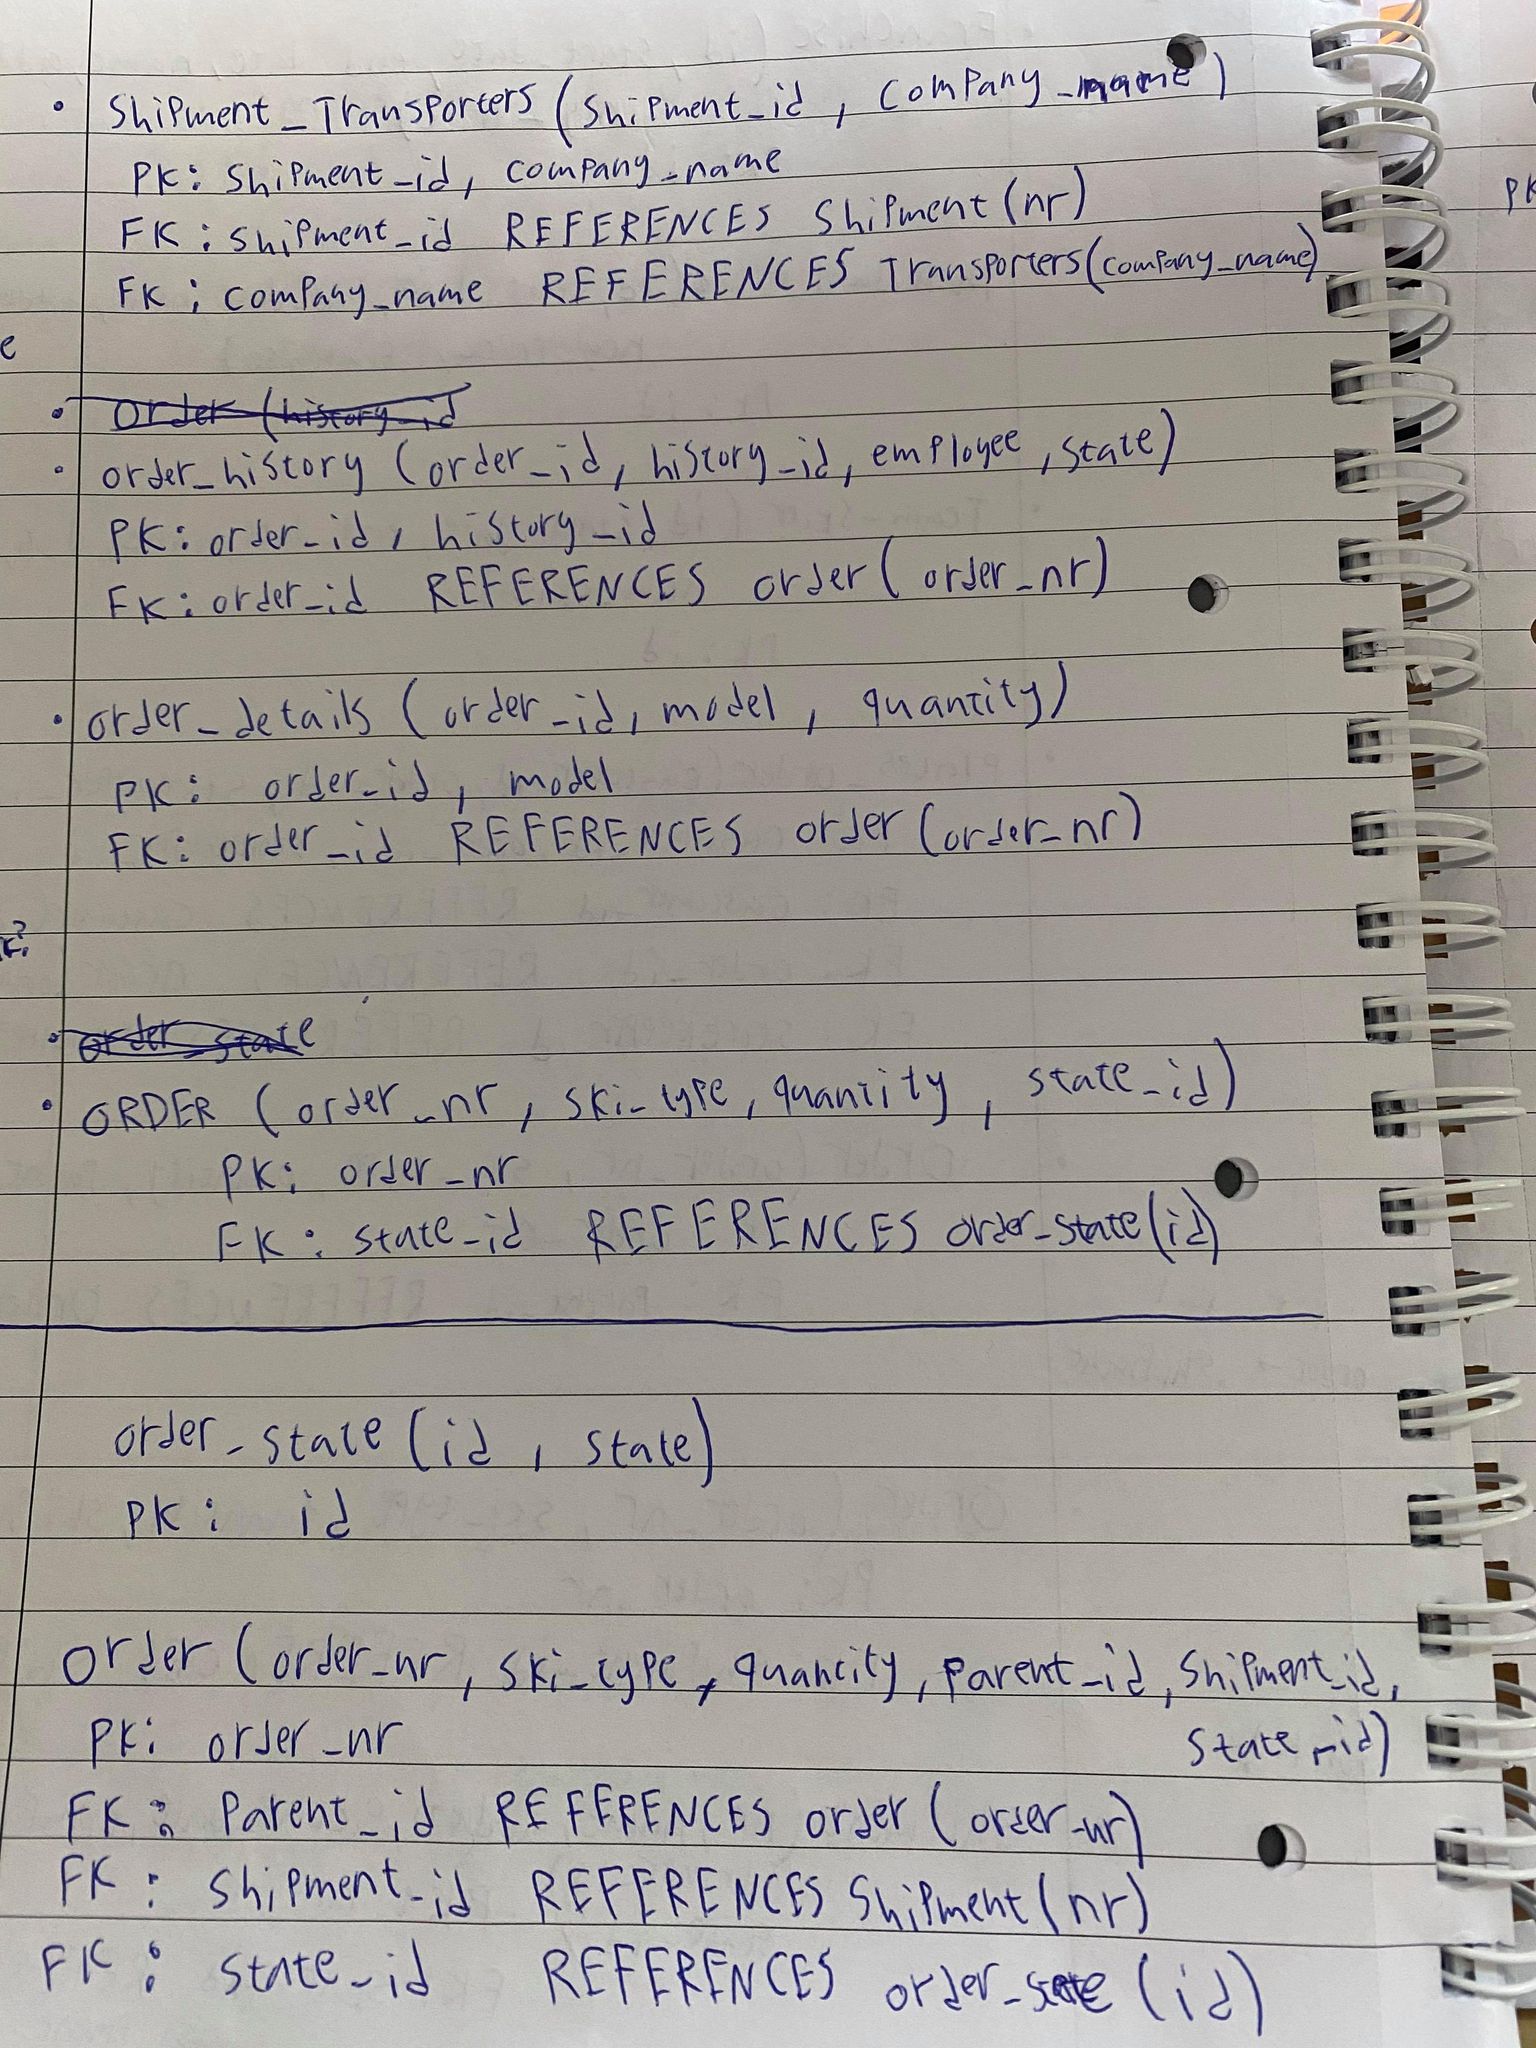 • Shipment_Transporters (Shipment_id, Company_name)
PK: Shipment_id, company_name
FK: Shipment_id REFERENCES Shipment(nr)
FK: company_name REFERENCES Transporters(company_name)
e
• order (history_id
• order_history (order_id, history_id, employee, state)
PK: order_id, history_id
FK: order_id REFERENCES order(order_nr)
• order_details (order_id, model, quantity)
PK: order_id, model
FK: order_id REFERENCES order(order_nr)
• order_state
• ORDER (order_nr, ski_type, quantity, state_id)
PK: order_nr
FK: state_id REFERENCES order_state(id)
order_state(id, state)
PK: id
order (order_nr, ski_type, quantity, parent_id, Shipment_id,
state_id)
PK: order_nr
FK: Parent_id REFERENCES order(order_nr)
FK: Shipment_id REFERENCES Shipment(nr)
FK: state_id REFERENCES order_state(id)
PK